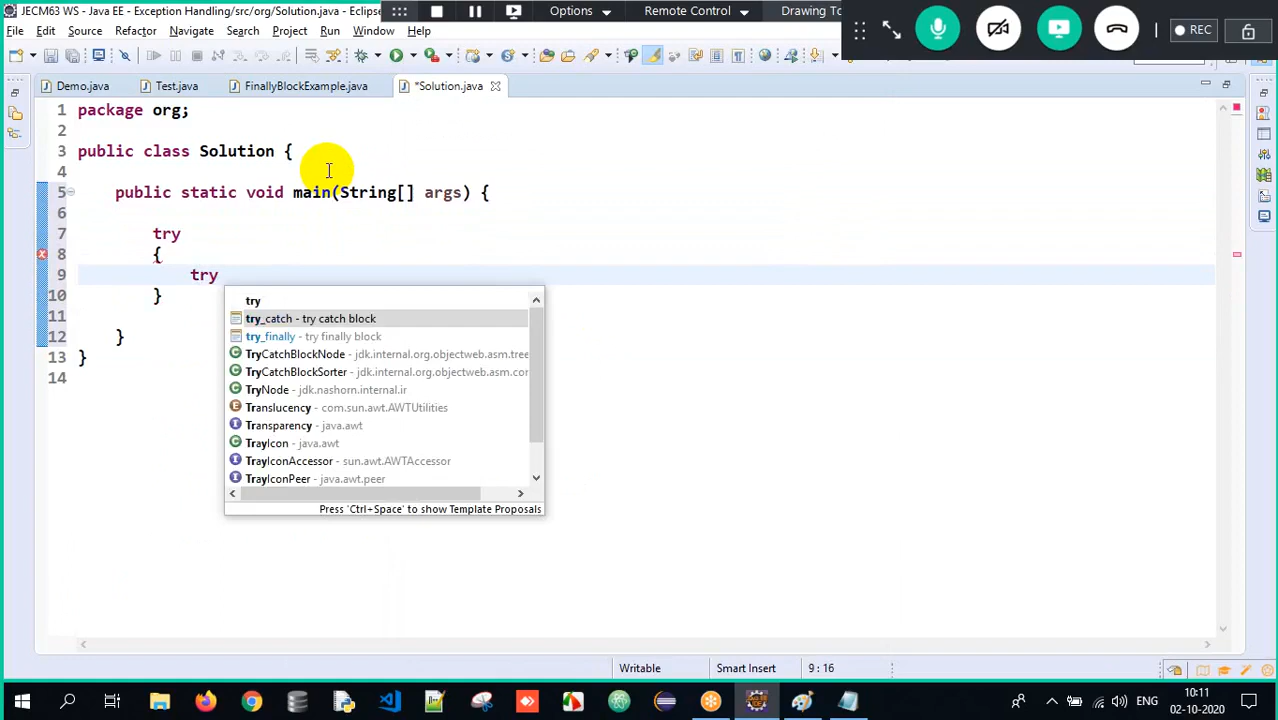 JECM63 WS - Java EE - Exception Handling/src/org/Solution.java - Eclipse
Options
Remote Control
Drawing To
REC
File Edit Source Refactor Navigate Search Project Run Window Help
Demo.java
Test.java
FinallyBlockExample.java
*Solution.java
1 package org;
2
3 public class Solution {
4
5 public static void main(String[] args) {
6
7 try
8 {
9 try
10 }
11
12 }
13 }
14
try
try_catch - try catch block
try_finally - try finally block
TryCatchBlockNode - jdk.internal.org.objectweb.asm.tree
TryCatchBlockSorter - jdk.internal.org.objectweb.asm.cor
TryNode - jdk.nashorn.internal.ir
Translucency - com.sun.awt.AWTUtilities
Transparency - java.awt
TrayIcon - java.awt
TrayIconAccessor - sun.awt.AWTAccessor
TrayIconPeer - java.awt.peer
Press 'Ctrl+Space' to show Template Proposals
Writable
Smart Insert
9 : 16
ENG
10:11
02-10-2020